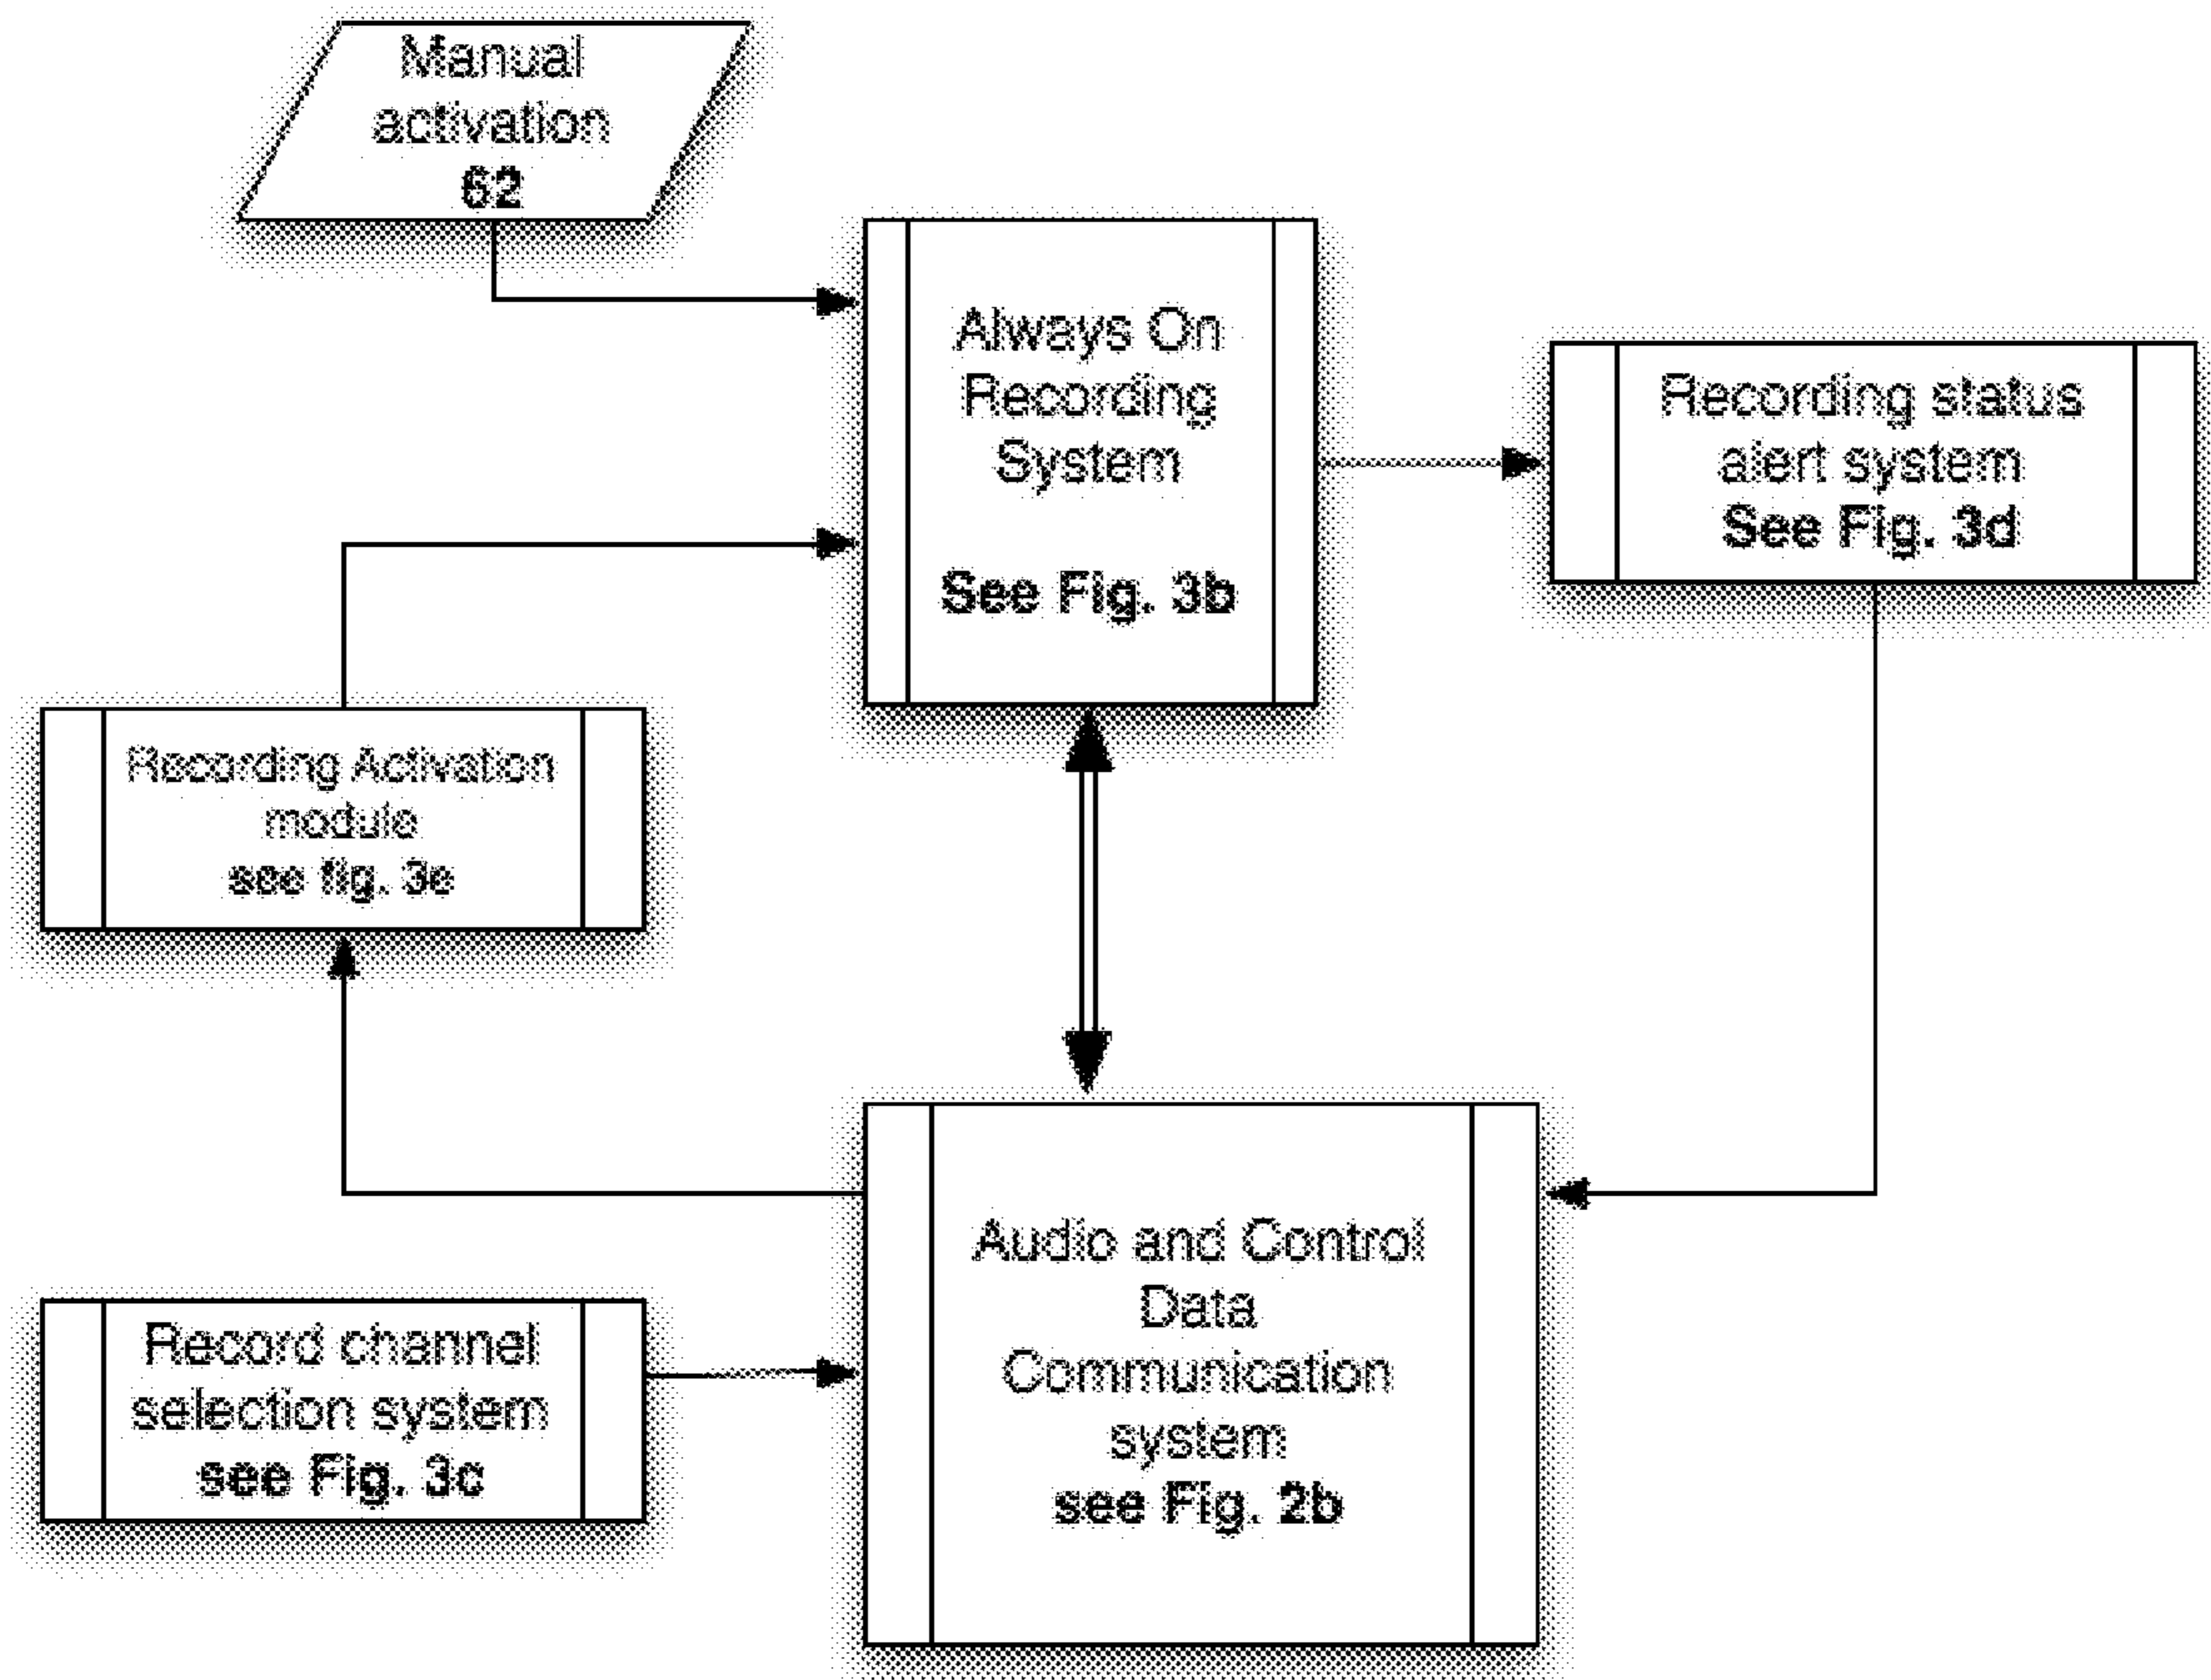 Manual
activation
62
Always On
Recording
System
See Fig. 3b
Recording status
alert system
See Fig. 3d
Recording Activation
module
see fig. 3e
Record channel
selection system
see Fig. 3c
Audio and Control
Data
Communication
system
see Fig. 2b